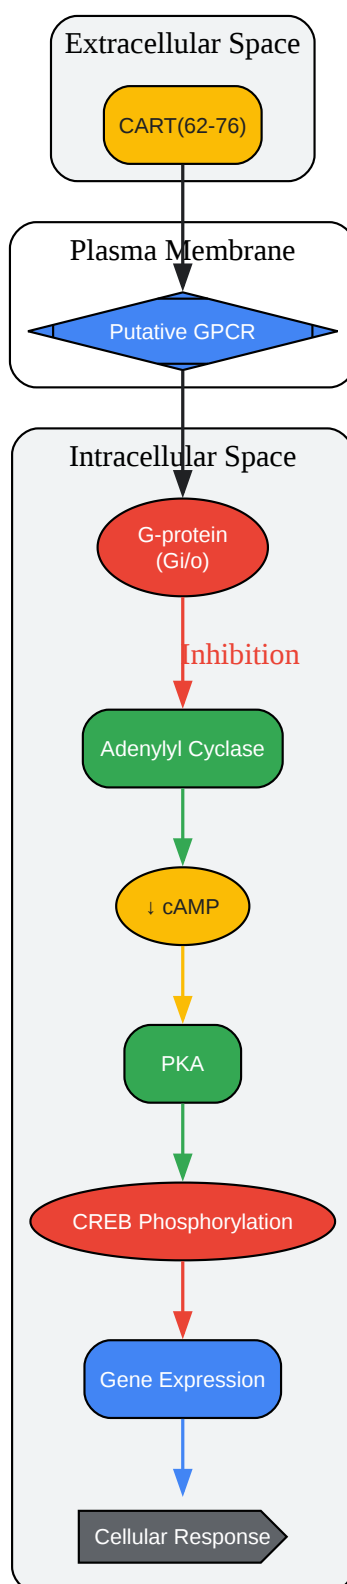 Extracellular Space
CART(62-76)
Plasma Membrane
Putative GPCR
Intracellular Space
G-protein
(Gi/o)
Inhibition
Adenylyl Cyclase
↓ cAMP
PKA
CREB Phosphorylation
Gene Expression
Cellular Response